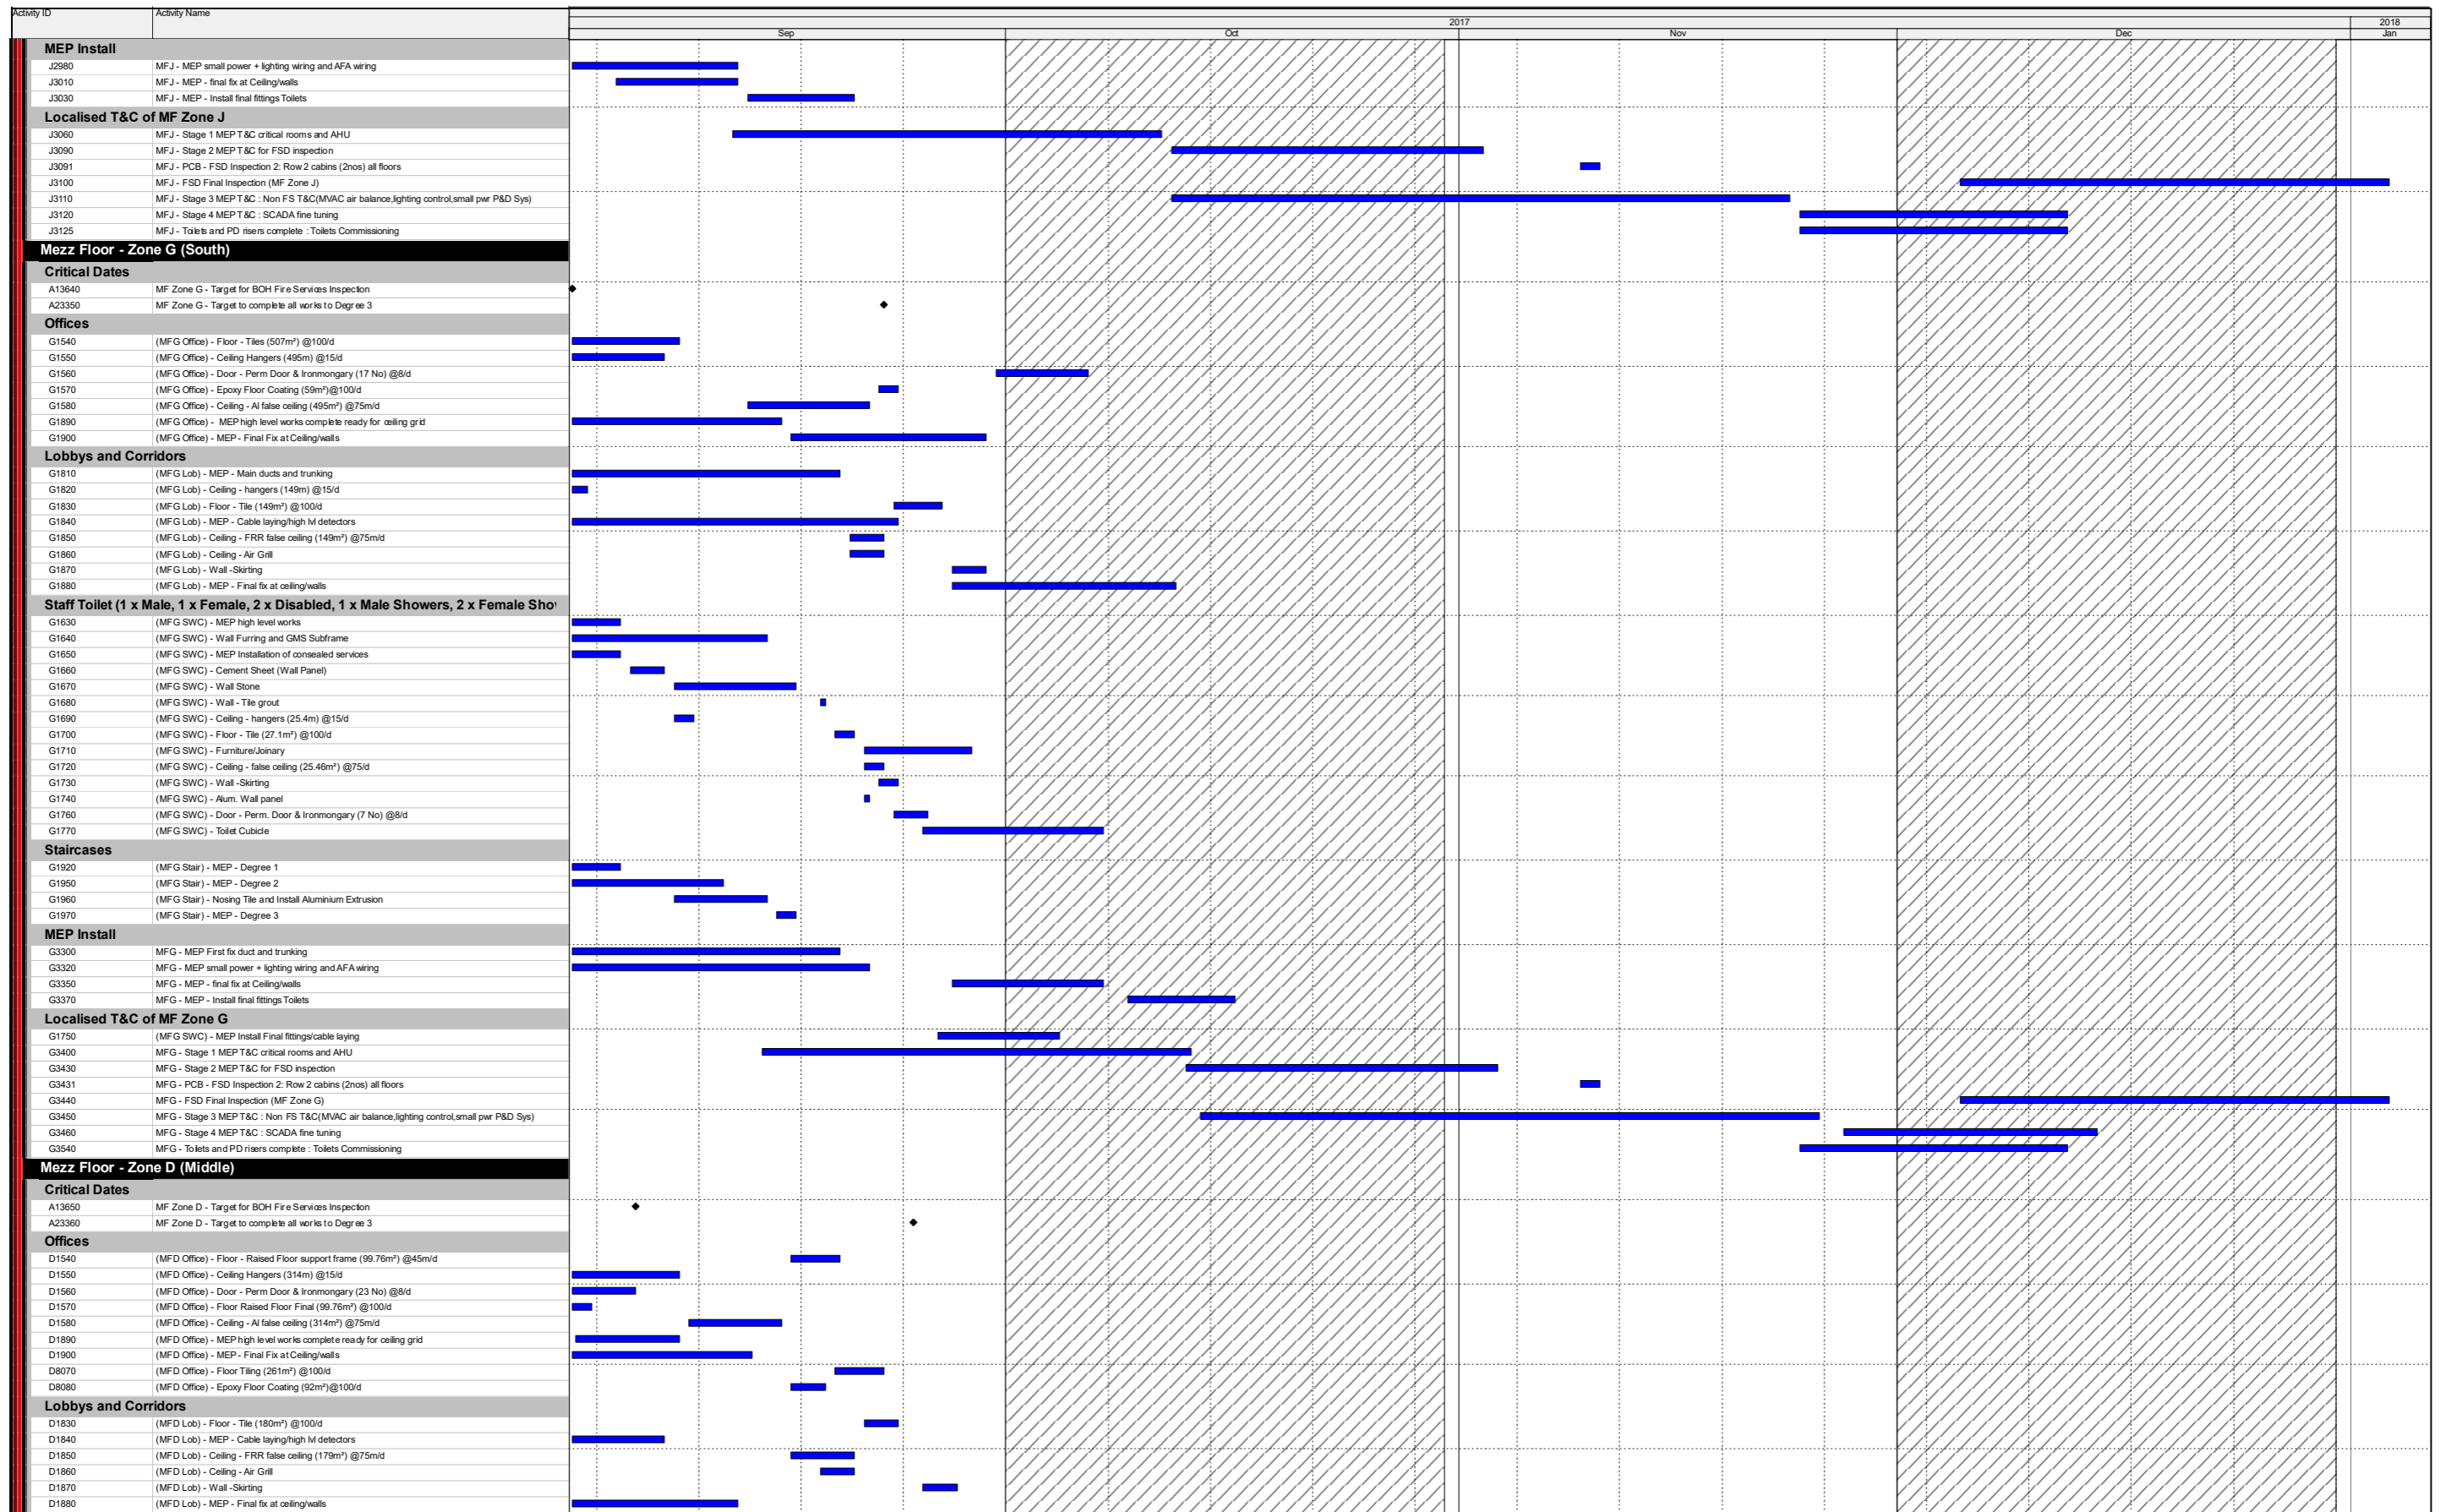 Activity ID Activity Name
2017 2018
Sep Oct Nov Dec Jan
MEP Install
J2980 MFJ - MEP small power + lighting wiring and AFA wiring
J3010 MFJ - MEP - final fix at Ceiling/walls
J3030 MFJ - MEP - Install final fittings Toilets
Localised T&C of MF Zone J
J3060 MFJ - Stage 1 MEP T&C critical rooms and AHU
J3090 MFJ - Stage 2 MEP T&C for FSD inspection
J3091 MFJ - PCB - FSD Inspection 2: Row 2 cabins (2nos) all floors
J3100 MFJ - FSD Final Inspection (MF Zone J)
J3110 MFJ - Stage 3 MEP T&C : Non FS T&C(MVAC air balance,lighting control,small pwr P&D Sys)
J3120 MFJ - Stage 4 MEP T&C : SCADA fine tuning
J3125 MFJ - Toilets and PD risers complete : Toilets Commissioning
Mezz Floor - Zone G (South)
Critical Dates
A13640 MF Zone G - Target for BOH Fire Services Inspection
A23350 MF Zone G - Target to complete all works to Degree 3
Offices
G1540 (MFG Office) - Floor - Tiles (507m²) @100/d
G1550 (MFG Office) - Ceiling Hangers (495m) @15/d
G1560 (MFG Office) - Door - Perm Door & Ironmongary (17 No) @8/d
G1570 (MFG Office) - Epoxy Floor Coating (59m²)@100/d
G1580 (MFG Office) - Ceiling - Al false ceiling (495m²) @75m/d
G1890 (MFG Office) - MEP high level works complete ready for ceiling grid
G1900 (MFG Office) - MEP - Final Fix at Ceiling/walls
Lobbys and Corridors
G1810 (MFG Lob) - MEP - Main ducts and trunking
G1820 (MFG Lob) - Ceiling - hangers (149m) @15/d
G1830 (MFG Lob) - Floor - Tile (149m²) @100/d
G1840 (MFG Lob) - MEP - Cable laying/high lvl detectors
G1850 (MFG Lob) - Ceiling - FRR false ceiling (149m²) @75m/d
G1860 (MFG Lob) - Ceiling - Air Grill
G1870 (MFG Lob) - Wall -Skirting
G1880 (MFG Lob) - MEP - Final fix at ceiling/walls
Staff Toilet (1 x Male, 1 x Female, 2 x Disabled, 1 x Male Showers, 2 x Female Show
G1630 (MFG SWC) - MEP high level works
G1640 (MFG SWC) - Wall Furring and GMS Subframe
G1650 (MFG SWC) - MEP Installation of consealed services
G1660 (MFG SWC) - Cement Sheet (Wall Panel)
G1670 (MFG SWC) - Wall Stone
G1680 (MFG SWC) - Wall - Tile grout
G1690 (MFG SWC) - Ceiling - hangers (25.4m) @15/d
G1700 (MFG SWC) - Floor - Tile (27.1m²) @100/d
G1710 (MFG SWC) - Furniture/Joinary
G1720 (MFG SWC) - Ceiling - false ceiling (25.46m²) @75/d
G1730 (MFG SWC) - Wall -Skirting
G1740 (MFG SWC) - Alum. Wall panel
G1760 (MFG SWC) - Door - Perm. Door & Ironmongary (7 No) @8/d
G1770 (MFG SWC) - Toilet Cubicle
Staircases
G1920 (MFG Stair) - MEP - Degree 1
G1950 (MFG Stair) - MEP - Degree 2
G1960 (MFG Stair) - Nosing Tile and Install Aluminium Extrusion
G1970 (MFG Stair) - MEP - Degree 3
MEP Install
G3300 MFG - MEP First fix duct and trunking
G3320 MFG - MEP small power + lighting wiring and AFA wiring
G3350 MFG - MEP - final fix at Ceiling/walls
G3370 MFG - MEP - Install final fittings Toilets
Localised T&C of MF Zone G
G1750 (MFG SWC) - MEP Install Final fittings/cable laying
G3400 MFG - Stage 1 MEP T&C critical rooms and AHU
G3430 MFG - Stage 2 MEP T&C for FSD inspection
G3431 MFG - PCB - FSD Inspection 2: Row 2 cabins (2nos) all floors
G3440 MFG - FSD Final Inspection (MF Zone G)
G3450 MFG - Stage 3 MEP T&C : Non FS T&C(MVAC air balance,lighting control,small pwr P&D Sys)
G3460 MFG - Stage 4 MEP T&C : SCADA fine tuning
G3540 MFG - Toilets and PD risers complete : Toilets Commissioning
Mezz Floor - Zone D (Middle)
Critical Dates
A13650 MF Zone D - Target for BOH Fire Services Inspection
A23360 MF Zone D - Target to complete all works to Degree 3
Offices
D1540 (MFD Office) - Floor - Raised Floor support frame (99.76m²) @45m/d
D1550 (MFD Office) - Ceiling Hangers (314m) @15/d
D1560 (MFD Office) - Door - Perm Door & Ironmongary (23 No) @8/d
D1570 (MFD Office) - Floor Raised Floor Final (99.76m²) @100/d
D1580 (MFD Office) - Ceiling - Al false ceiling (314m²) @75m/d
D1890 (MFD Office) - MEP high level works complete ready for ceiling grid
D1900 (MFD Office) - MEP - Final Fix at Ceiling/walls
D8070 (MFD Office) - Floor Tiling (261m²) @100/d
D8080 (MFD Office) - Epoxy Floor Coating (92m²)@100/d
Lobbys and Corridors
D1830 (MFD Lob) - Floor - Tile (180m²) @100/d
D1840 (MFD Lob) - MEP - Cable laying/high lvl detectors
D1850 (MFD Lob) - Ceiling - FRR false ceiling (179m²) @75m/d
D1860 (MFD Lob) - Ceiling - Air Grill
D1870 (MFD Lob) - Wall -Skirting
D1880 (MFD Lob) - MEP - Final fix at ceiling/walls